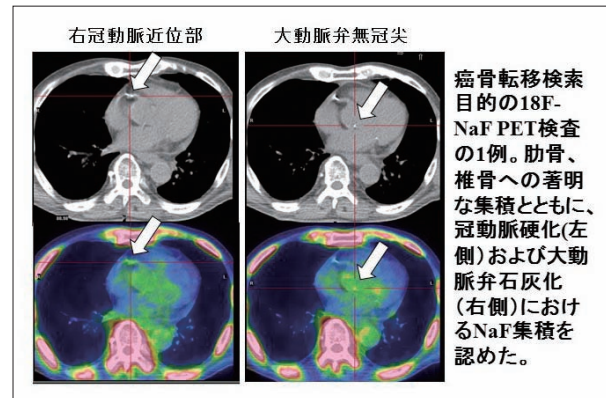 右冠動脈近位部
大動脈弁無冠尖
癌骨転移検索
目的の18F-
NaF PET検査
の1例。肋骨、
椎骨への著明
な集積とともに、
冠動脈硬化(左
側)および大動
脈弁石灰化
(右側)におけ
るNaF集積を
認めた。